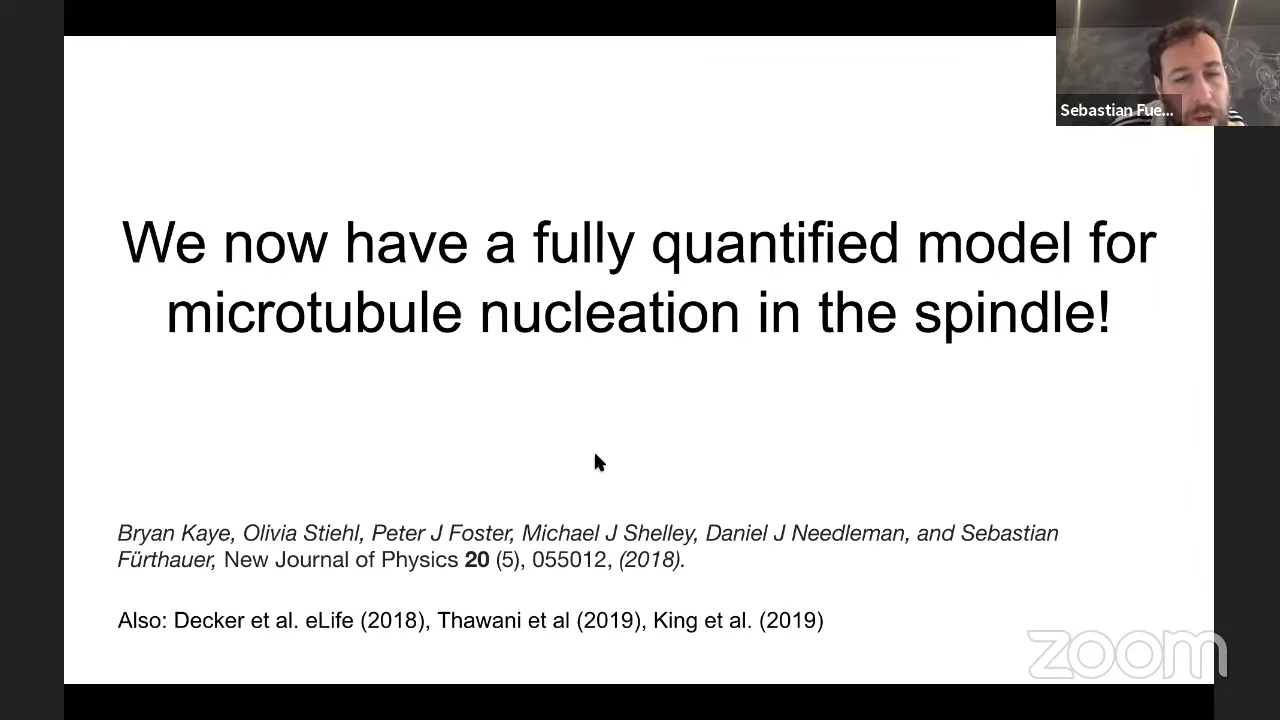 Sebastian Fue...
We now have a fully quantified model for
microtubule nucleation in the spindle!
Bryan Kaye, Olivia Stiehl, Peter J Foster, Michael J Shelley, Daniel J Needleman, and Sebastian
Fürthauer, New Journal of Physics 20 (5), 055012, (2018).
Also: Decker et al. eLife (2018), Thawani et al (2019), King et al. (2019)
zoom